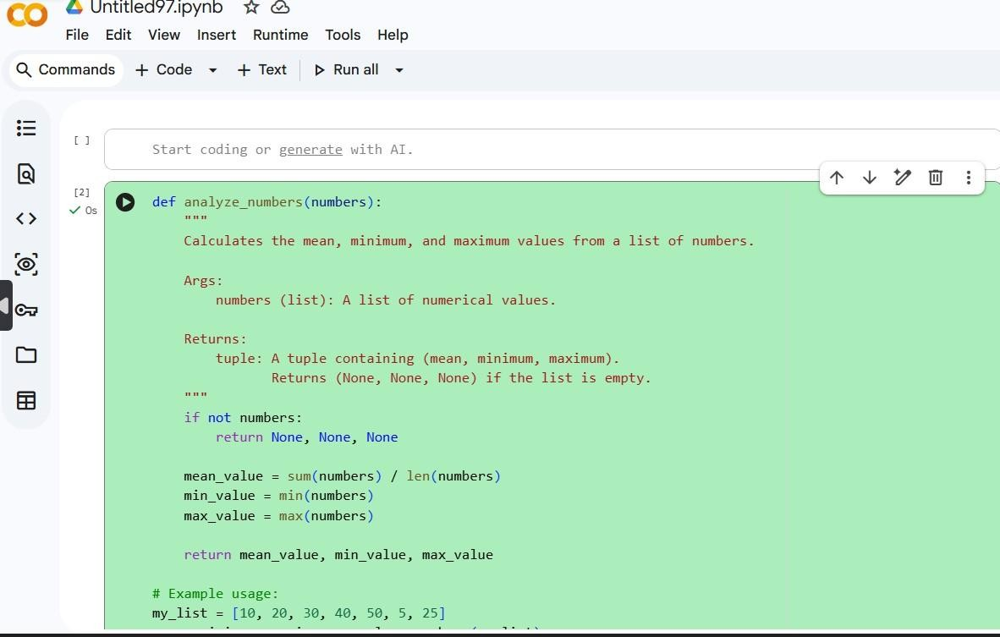 Untitled97.ipynb
File Edit View Insert Runtime Tools Help
Commands + Code + Text Run all
[ ]
Start coding or generate with AI.
[2]
0s
def analyze_numbers(numbers):
"""
Calculates the mean, minimum, and maximum values from a list of numbers.
Args:
numbers (list): A list of numerical values.
Returns:
tuple: A tuple containing (mean, minimum, maximum).
Returns (None, None, None) if the list is empty.
"""
if not numbers:
return None, None, None
mean_value = sum(numbers) / len(numbers)
min_value = min(numbers)
max_value = max(numbers)
return mean_value, min_value, max_value
# Example usage:
my_list = [10, 20, 30, 40, 50, 5, 25]